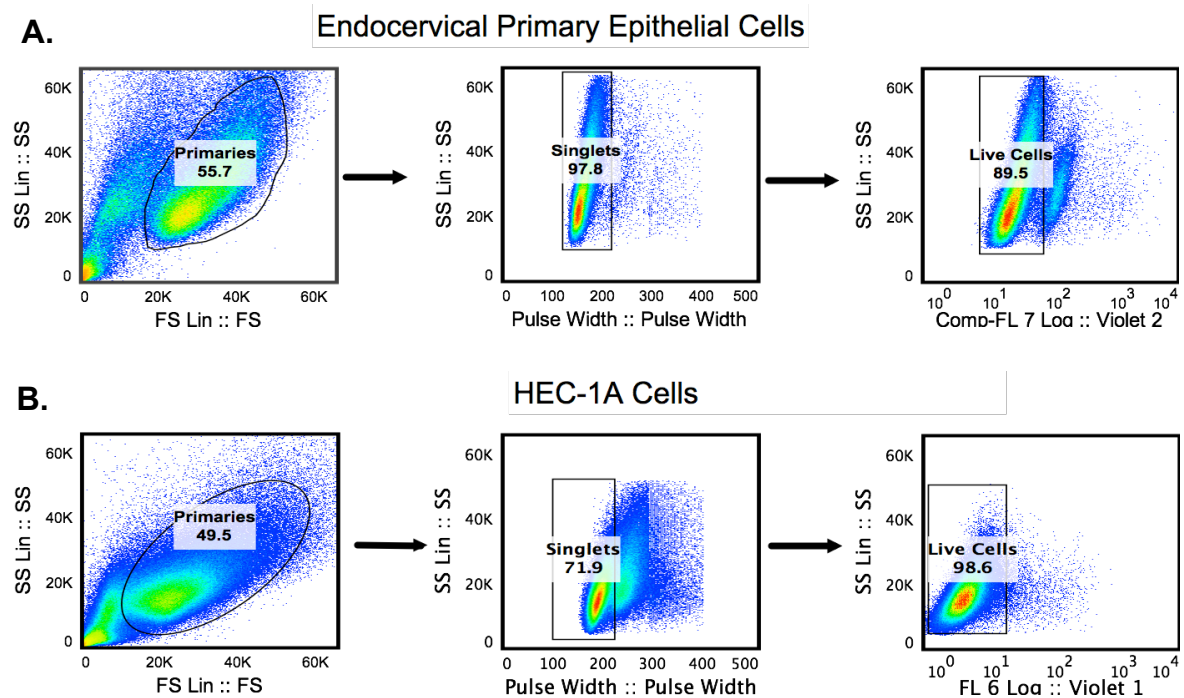 A.
Endocervical Primary Epithelial Cells
SS Lin :: SS
60K
40K
20K
0
Primaries
55.7
0
20K
40K
60K
FS Lin :: FS
SS Lin :: SS
60K
40K
20K
0
Singlets
97.8
0 100 200 300 400 500
Pulse Width :: Pulse Width
SS Lin :: SS
60K
40K
20K
0
Live Cells
89.5
10^0 10^1 10^2 10^3 10^4
Comp-FL 7 Log :: Violet 2
B.
HEC-1A Cells
SS Lin :: SS
60K
40K
20K
0
Primaries
49.5
0 20K 40K 60K
FS Lin :: FS
SS Lin :: SS
60K
40K
20K
0
Singlets
71.9
0 100 200 300 400 500
Pulse Width :: Pulse Width
SS Lin :: SS
60K
40K
20K
0
Live Cells
98.6
10^0 10^1 10^2 10^3 10^4
FL 6 Log :: Violet 1